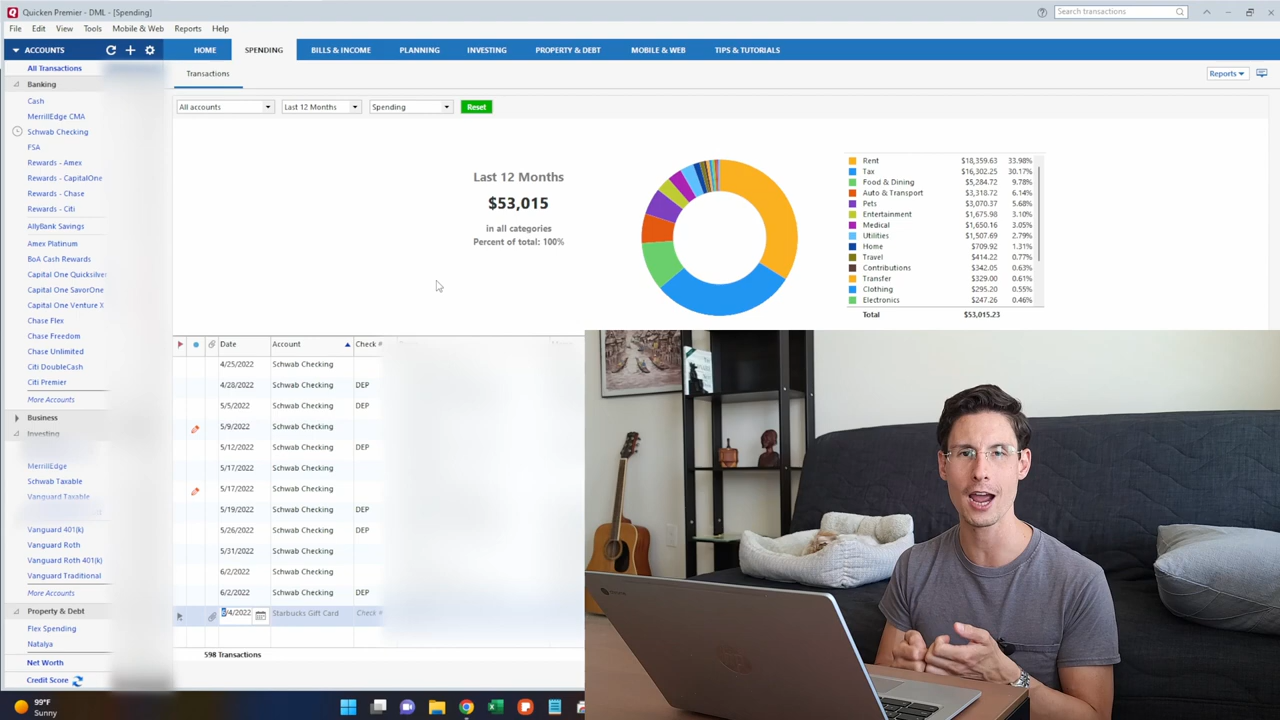 Quicken Premier - DML - [Spending]
Search transactions
File Edit View Tools Mobile & Web Reports Help
ACCOUNTS
HOME SPENDING BILLS & INCOME PLANNING INVESTING PROPERTY & DEBT MOBILE & WEB TIPS & TUTORIALS
All Transactions
Transactions
Reports
Banking
Cash
MerrillEdge CMA
Schwab Checking
FSA
Rewards - Amex
Rewards - CapitalOne
Rewards - Chase
Rewards - Citi
AllyBank Savings
Amex Platinum
BoA Cash Rewards
Capital One Quicksilver
Capital One SavorOne
Capital One Venture X
Chase Flex
Chase Freedom
Chase Unlimited
Citi DoubleCash
Citi Premier
More Accounts
Business
Investing
MerrillEdge
Schwab Taxable
Vanguard Taxable
Vanguard 401(k)
Vanguard Roth
Vanguard Roth 401(k)
Vanguard Traditional
More Accounts
Property & Debt
Flex Spending
Natalya
Net Worth
Credit Score
All accounts Last 12 Months Spending Reset
Last 12 Months
$53,015
in all categories
Percent of total: 100%
Rent $18,359.63 33.98%
Tax $16,302.25 30.17%
Food & Dining $5,284.72 9.78%
Auto & Transport $3,318.72 6.14%
Pets $3,070.37 5.68%
Entertainment $1,675.98 3.10%
Medical $1,650.16 3.05%
Utilities $1,507.69 2.79%
Home $709.92 1.31%
Travel $414.22 0.77%
Contributions $342.05 0.63%
Transfer $329.00 0.61%
Clothing $295.20 0.55%
Electronics $247.26 0.46%
Total $53,015.23
Date Account Check #
4/25/2022 Schwab Checking
4/28/2022 Schwab Checking DEP
5/5/2022 Schwab Checking DEP
5/9/2022 Schwab Checking
5/12/2022 Schwab Checking DEP
5/17/2022 Schwab Checking
5/17/2022 Schwab Checking
5/19/2022 Schwab Checking DEP
5/26/2022 Schwab Checking DEP
5/31/2022 Schwab Checking
6/2/2022 Schwab Checking
6/2/2022 Schwab Checking DEP
/4/2022 Starbucks Gift Card Check #
598 Transactions
99°F
Sunny